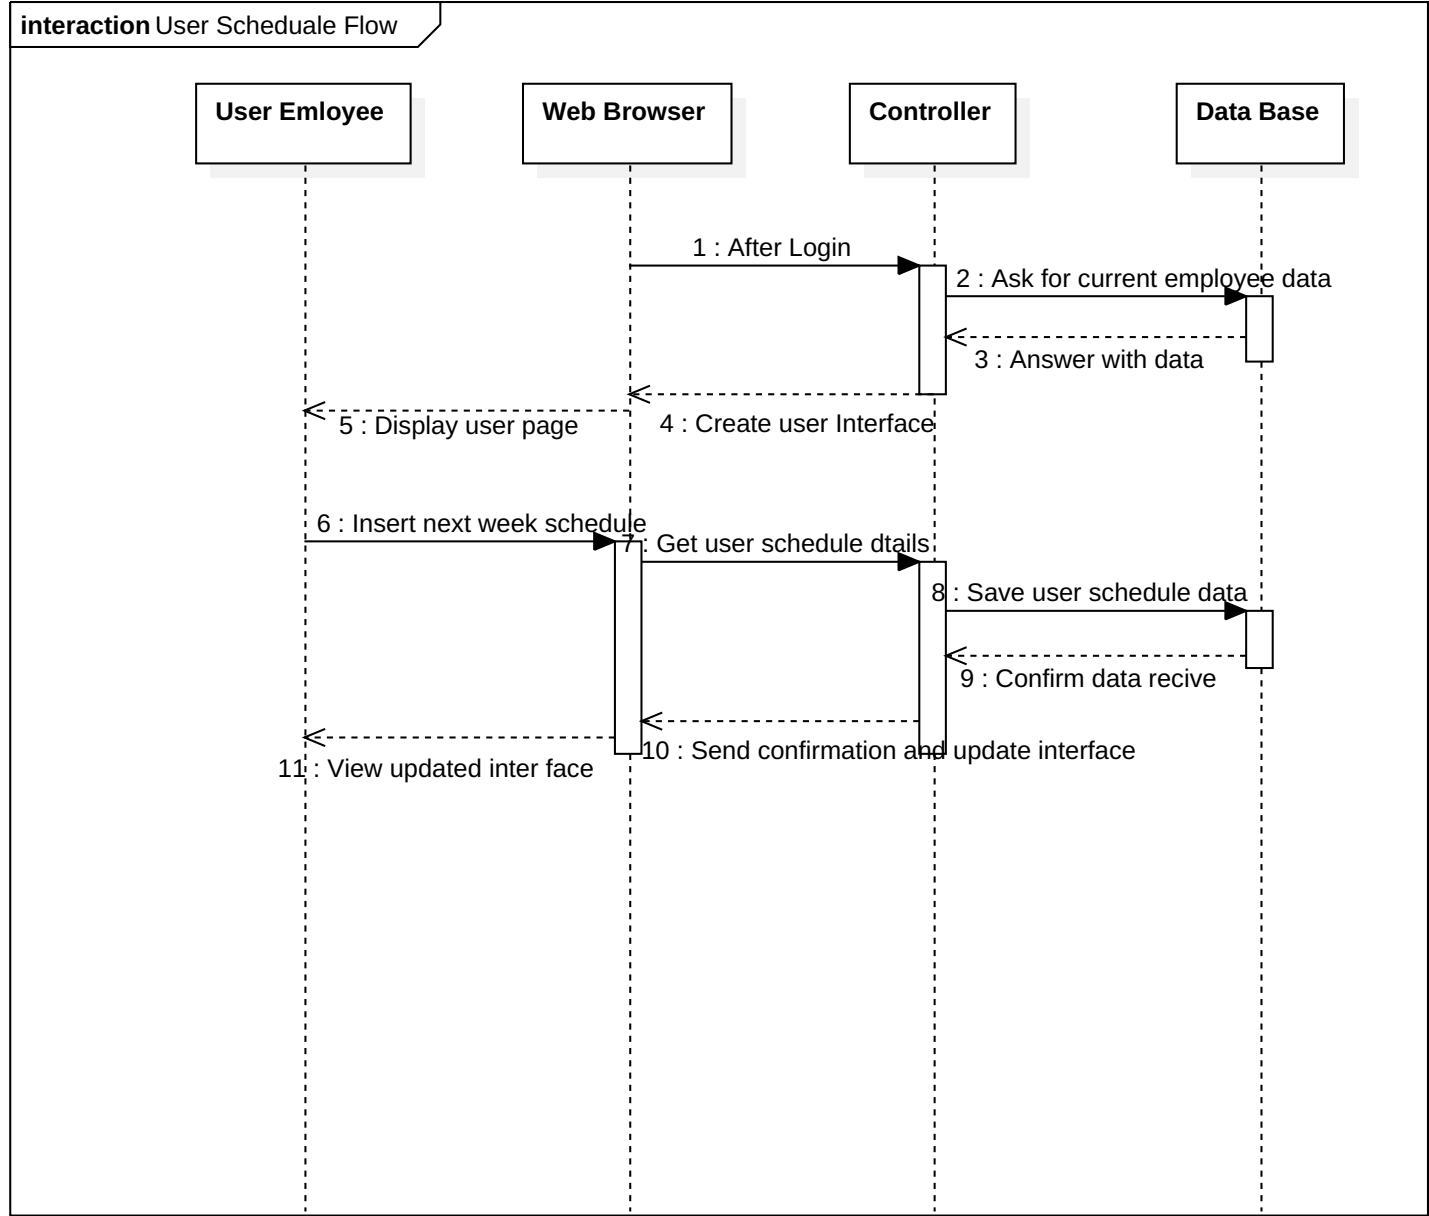 interaction User Scheduale Flow
User Emloyee
Web Browser
Controller
Data Base
1 : After Login
2 : Ask for current employee data
3 : Answer with data
4 : Create user Interface
5 : Display user page
6 : Insert next week schedule
7 : Get user schedule dtails
8 : Save user schedule data
9 : Confirm data recive
10 : Send confirmation and update interface
11 : View updated inter face